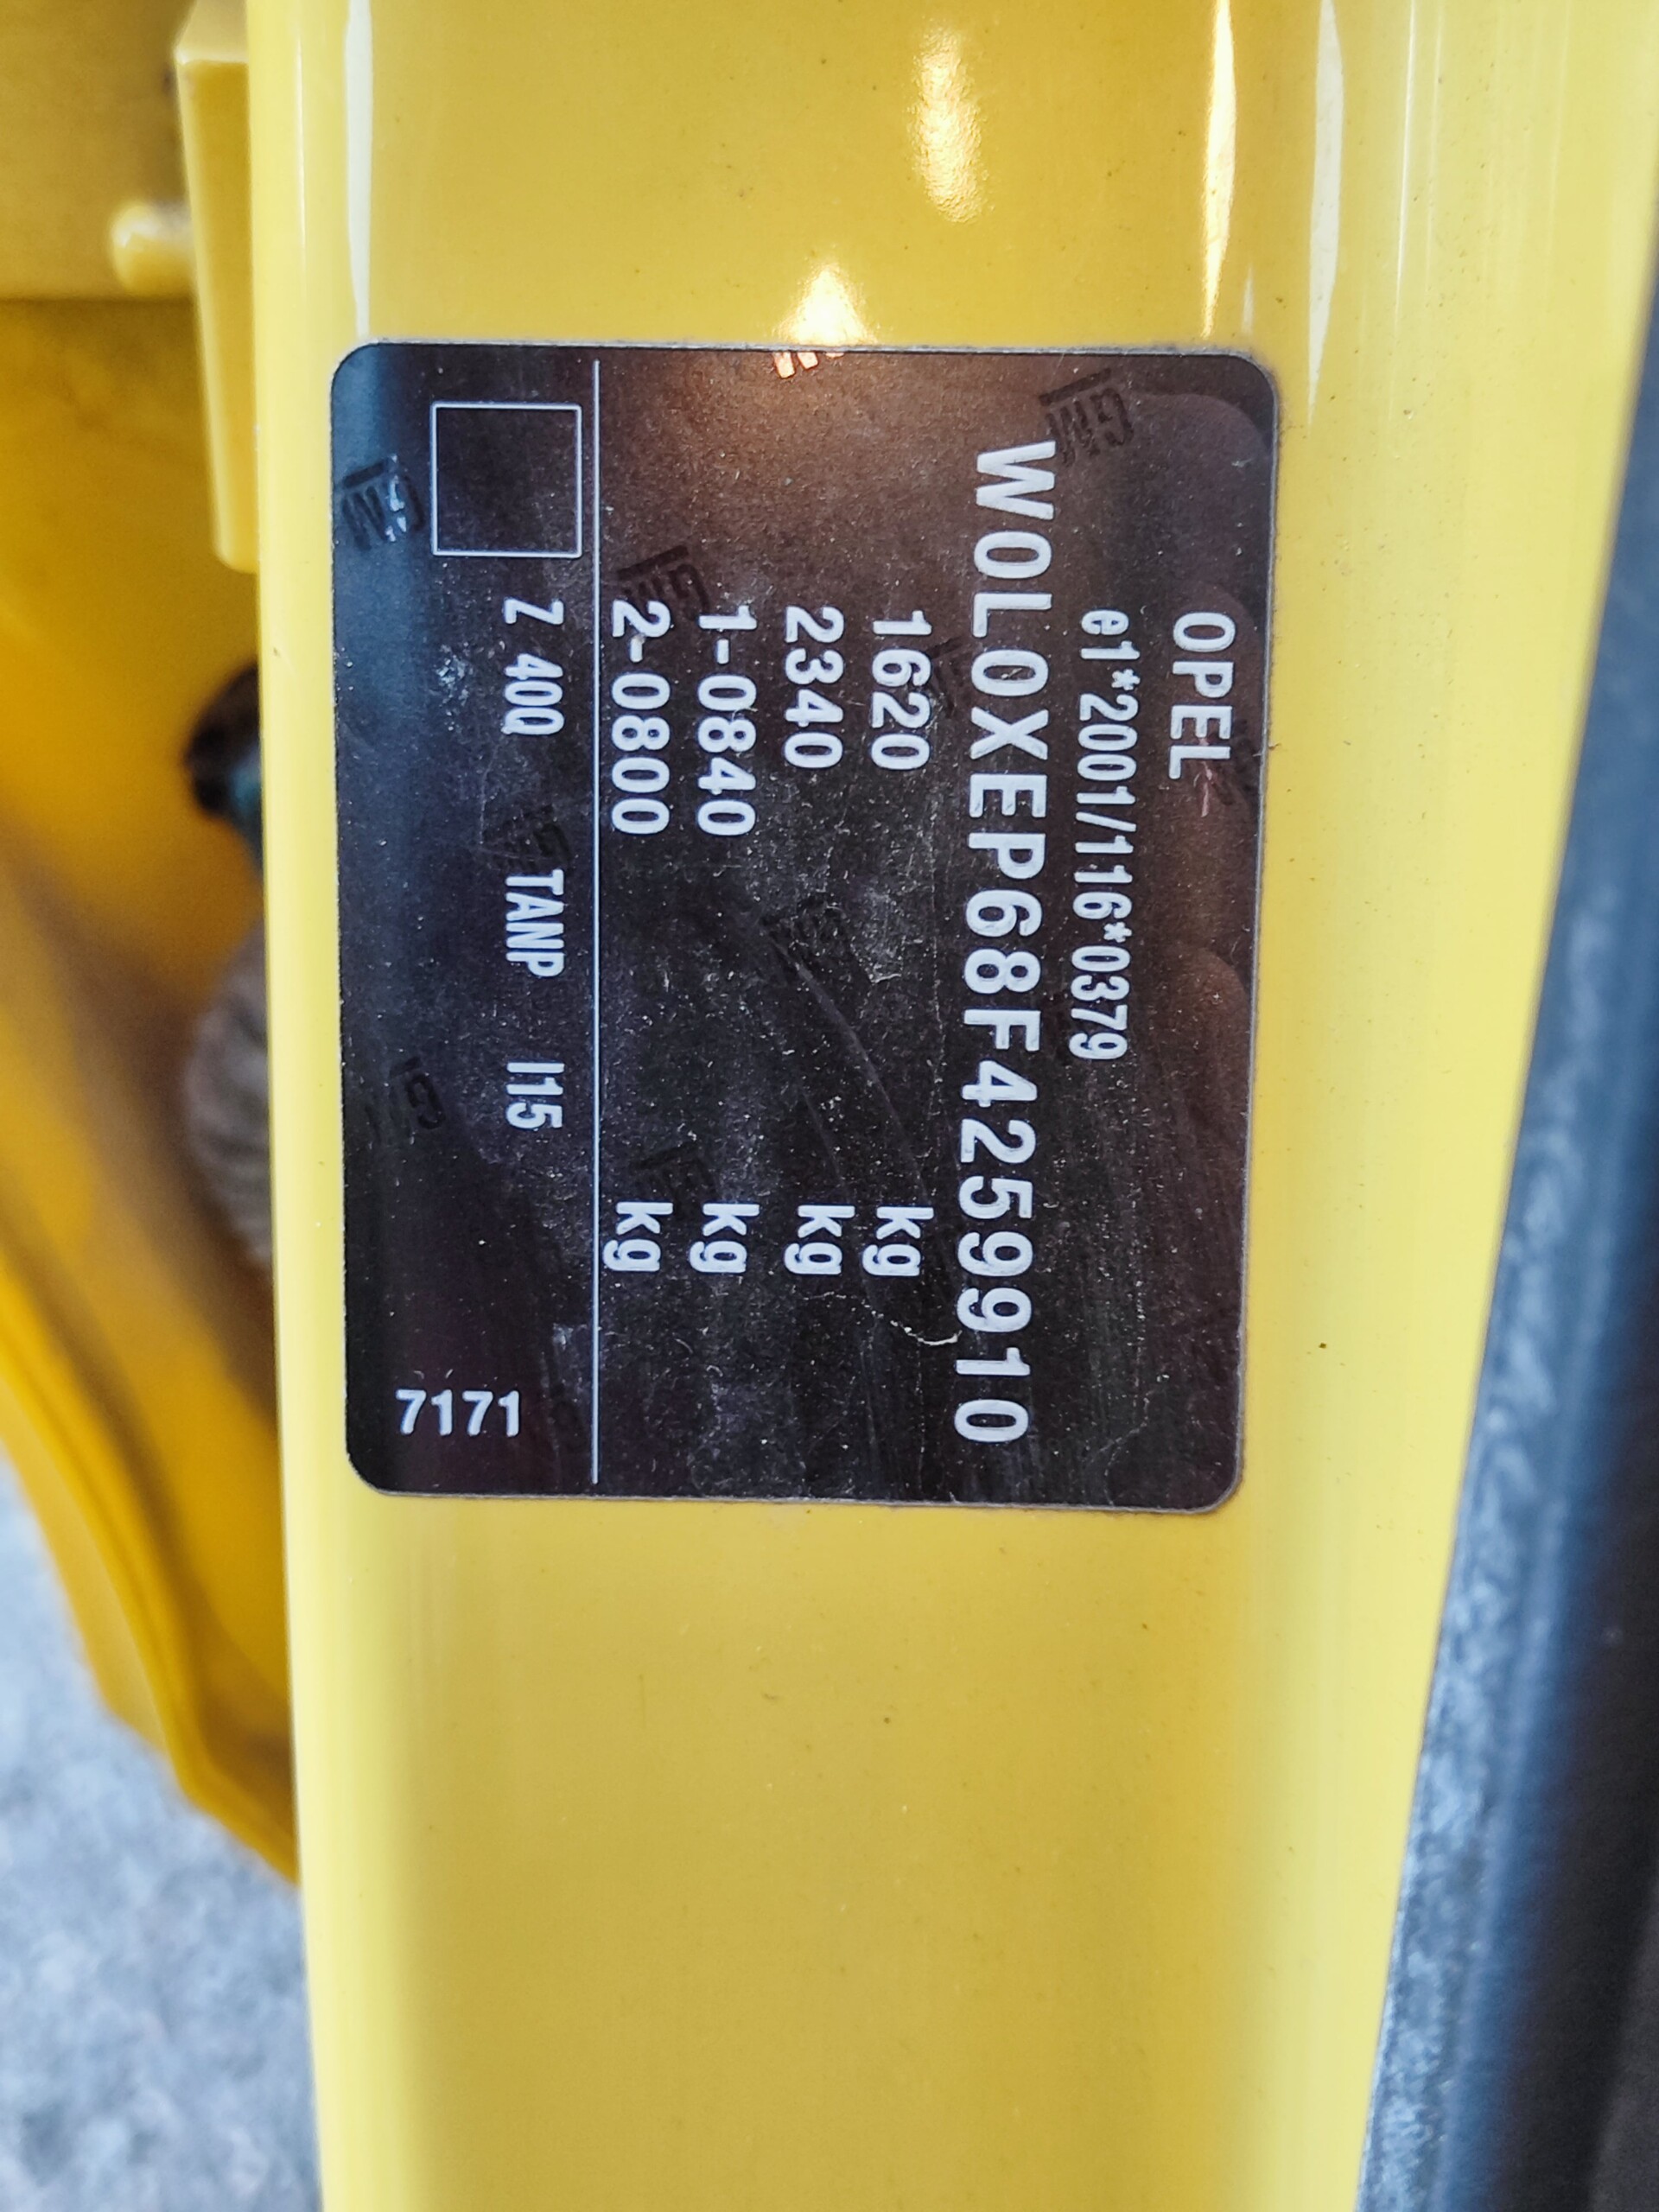 OPEL
e1*2001/116*0379
W0L0XEP68F4259910
1620 kg
2340 kg
1-0840 kg
2-0800 kg
Z 40Q TANP I15
7171